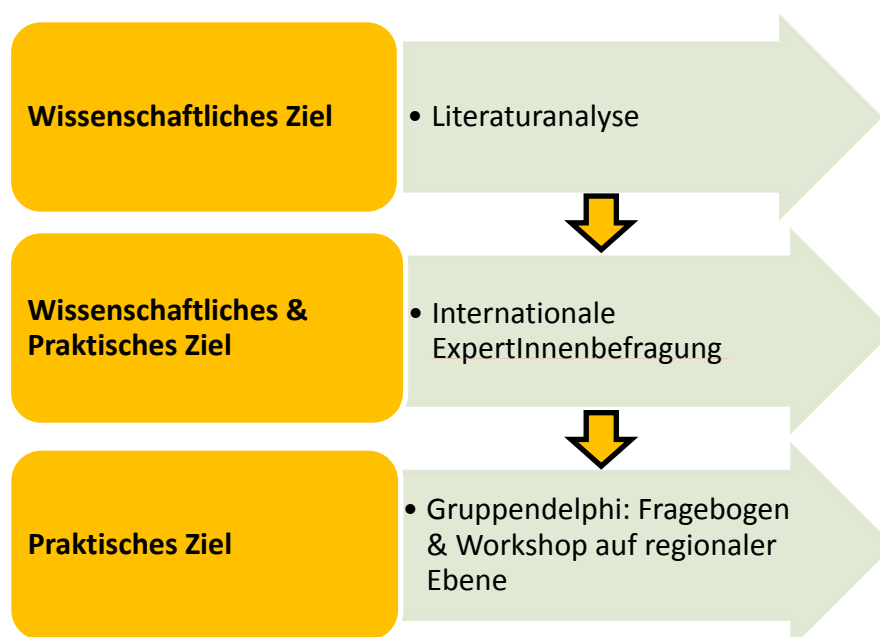 Wissenschaftliches Ziel
• Literaturanalyse
Wissenschaftliches &
Praktisches Ziel
• Internationale
ExpertInnenbefragung
Praktisches Ziel
• Gruppendelphi: Fragebogen
& Workshop auf regionaler
Ebene